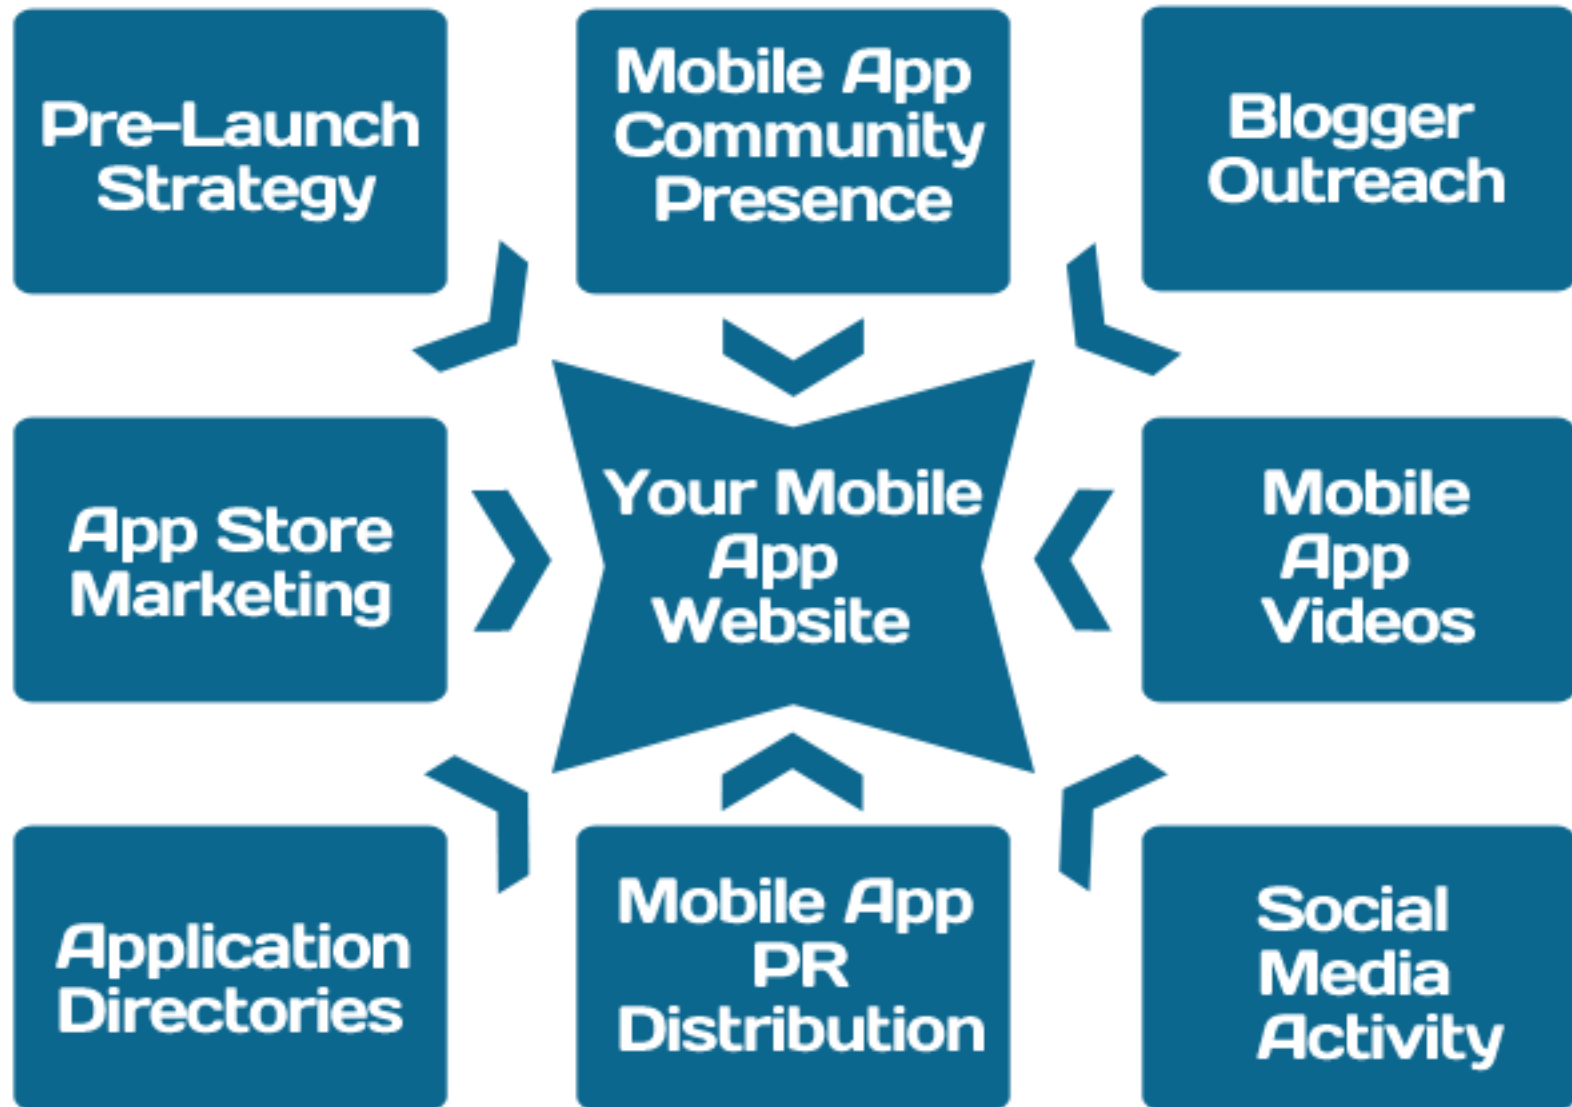 Pre-Launch
Strategy
Mobile App
Community
Presence
Blogger
Outreach
App Store
Marketing
Your Mobile
App
Website
Mobile
App
Videos
Application
Directories
Mobile App
PR
Distribution
Social
Media
Activity